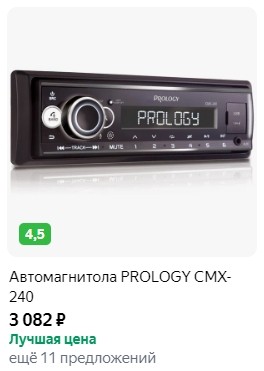 PROLOGY
PROLOGY
TRACK
MUTE 1 2 3 4 5 6
4,5
Автомагнитола PROLOGY CMX-
240
3 082 ₽
Лучшая цена
ещё 11 предложений